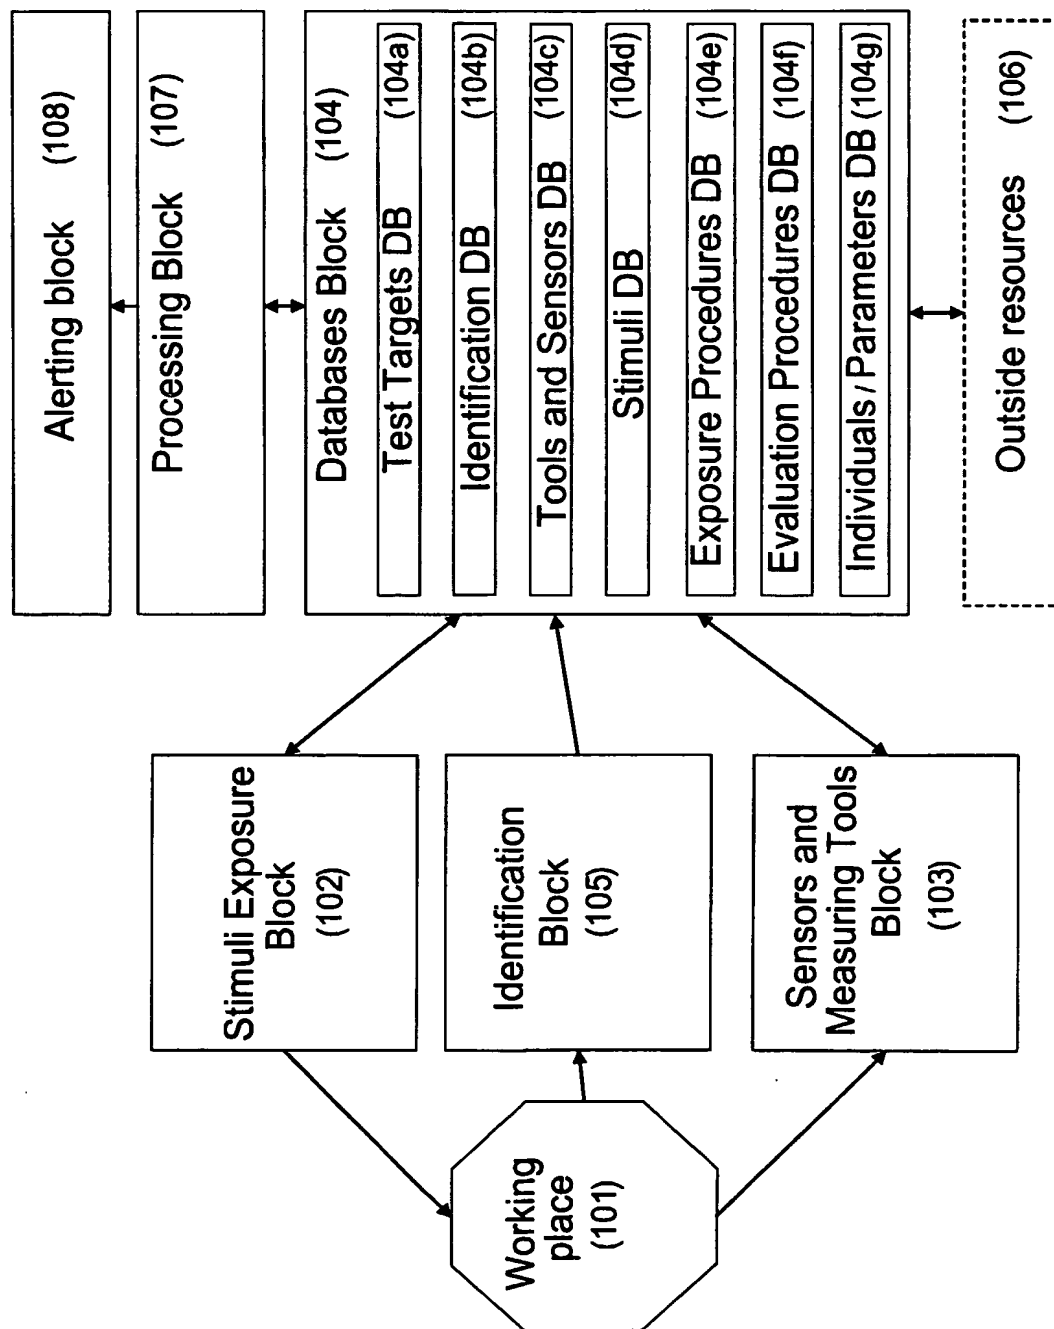 Alerting block (108)
Processing Block (107)
Databases Block (104)
Test Targets DB (104a)
Identification DB (104b)
Tools and Sensors DB (104c)
Stimuli DB (104d)
Exposure Procedures DB (104e)
Evaluation Procedures DB (104f)
Individuals / Parameters DB (104g)
Outside resources (106)
Stimuli Exposure
Block
(102)
Identification
Block
(105)
Sensors and
Measuring Tools
Block
(103)
Working
place
(101)